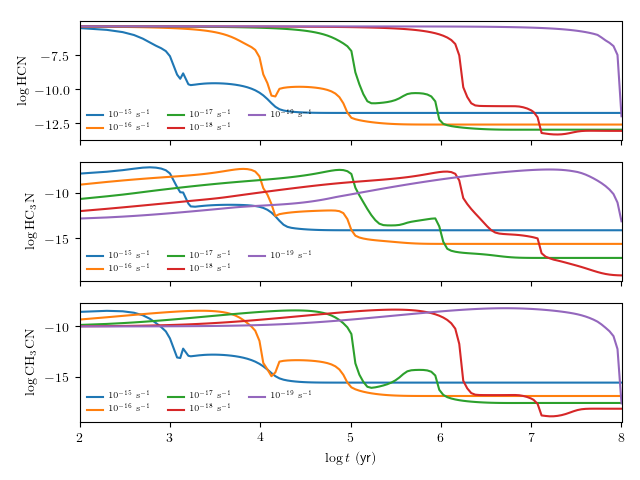 log HCN
−7.5
−10.0
−12.5
10⁻¹⁵ s⁻¹ 10⁻¹⁷ s⁻¹ 10⁻¹⁹ s⁻¹
10⁻¹⁶ s⁻¹ 10⁻¹⁸ s⁻¹
log HC₃N
−10
−15
10⁻¹⁵ s⁻¹ 10⁻¹⁷ s⁻¹ 10⁻¹⁹ s⁻¹
10⁻¹⁶ s⁻¹ 10⁻¹⁸ s⁻¹
log CH₃CN
−10
−15
10⁻¹⁵ s⁻¹ 10⁻¹⁷ s⁻¹ 10⁻¹⁹ s⁻¹
10⁻¹⁶ s⁻¹ 10⁻¹⁸ s⁻¹
2 3 4 5 6 7 8
log t (yr)